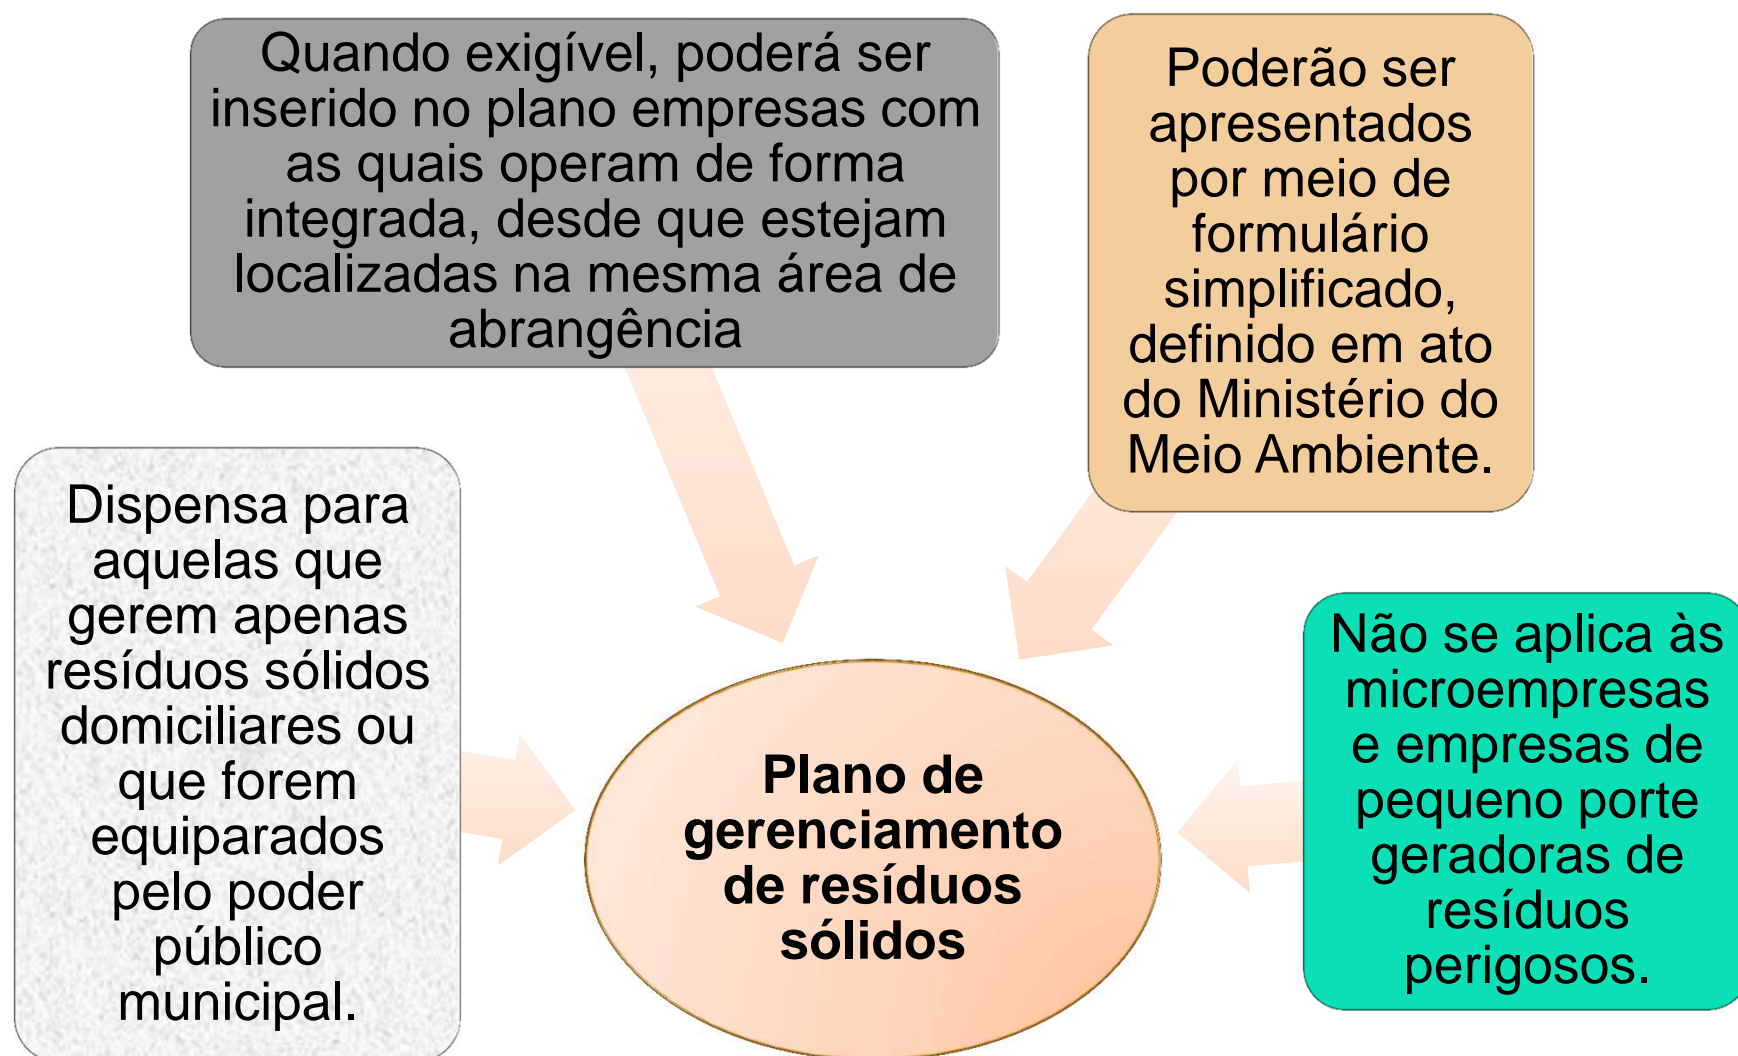 Quando exigível, poderá ser
inserido no plano empresas com
as quais operam de forma
integrada, desde que estejam
localizadas na mesma área de
abrangência
Poderão ser
apresentados
por meio de
formulário
simplificado,
definido em ato
do Ministério do
Meio Ambiente.
Dispensa para
aquelas que
gerem apenas
resíduos sólidos
domiciliares ou
que forem
equiparados
pelo poder
público
municipal.
Plano de
gerenciamento
de resíduos
sólidos
Não se aplica às
microempresas
e empresas de
pequeno porte
geradoras de
resíduos
perigosos.